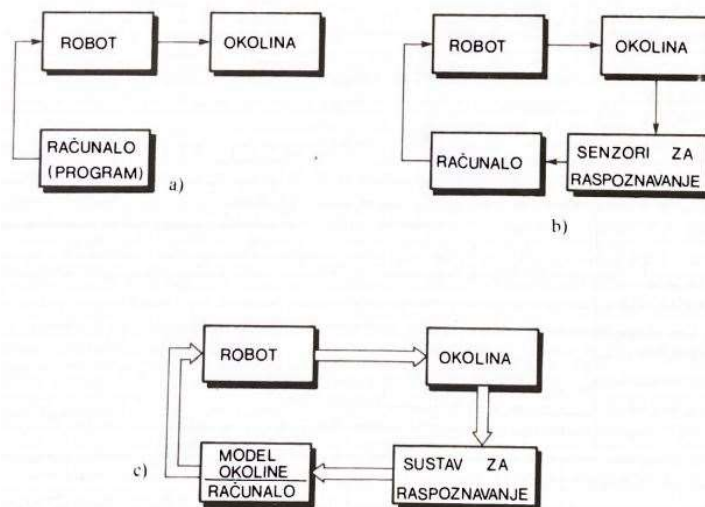 ROBOT
OKOLINA
RAČUNALO
(PROGRAM)
a)
ROBOT
OKOLINA
RAČUNALO
SENZORI ZA
RASPOZNAVANJE
b)
ROBOT
OKOLINA
c)
MODEL
OKOLINE
RAČUNALO
SUSTAV ZA
RASPOZNAVANJE